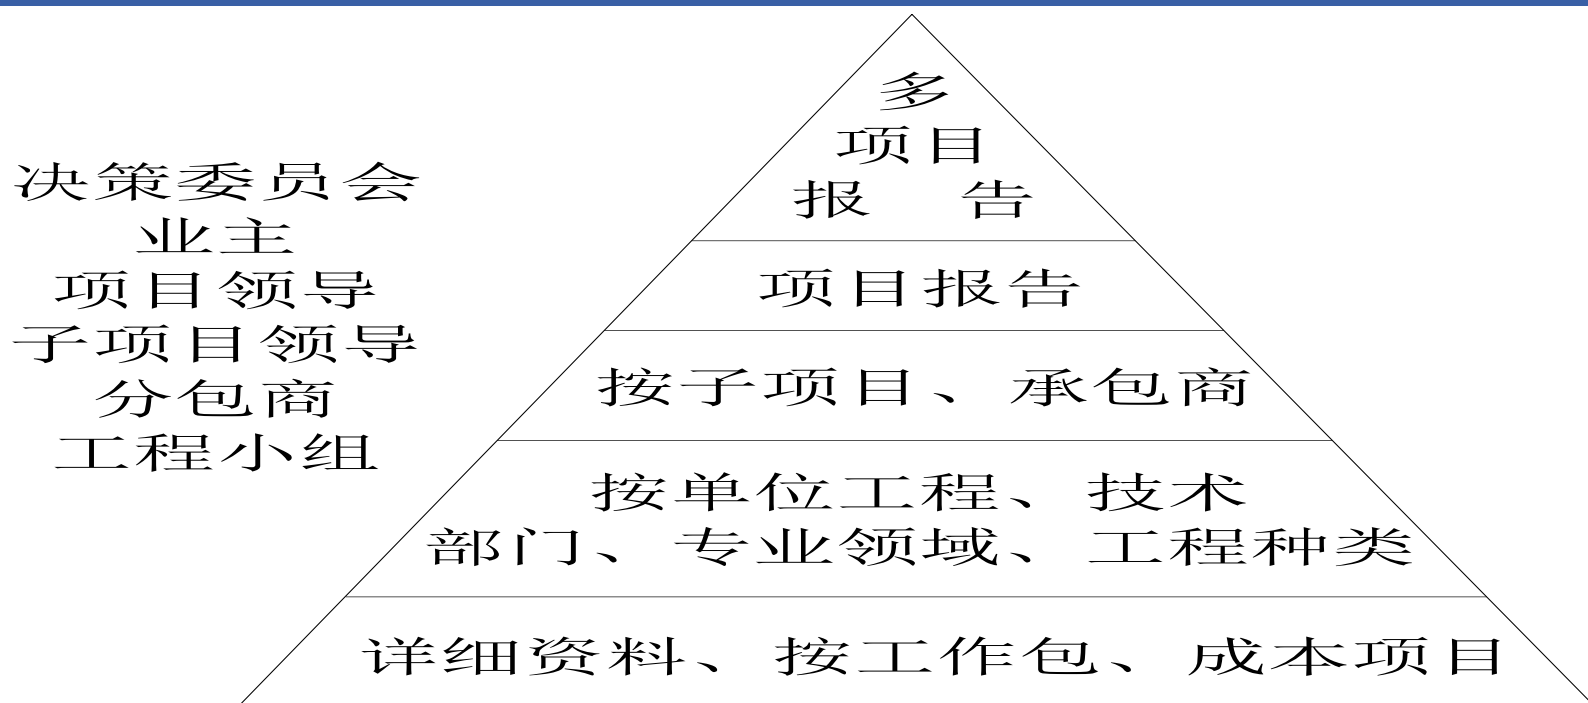 决策委员会
业主
项目领导
子项目领导
分包商
工程小组
多
项目
报 告
项目报告
按子项目、承包商
按单位工程、技术
部门、专业领域、工程种类
详细资料、按工作包、成本项目